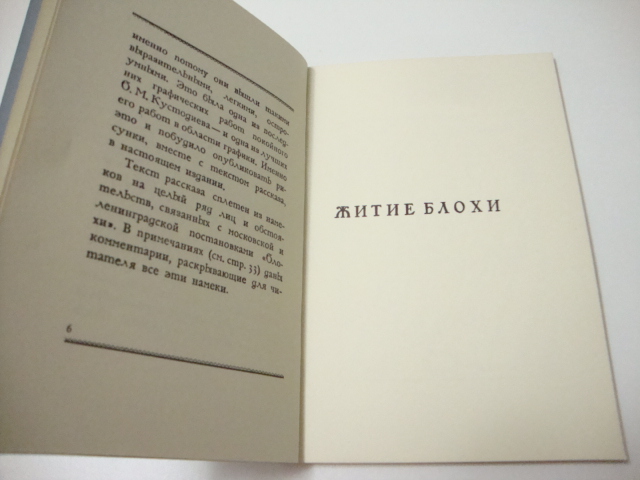 именно потому они вышли такими
выразительными, легкими, остро-
умными. Это была одна из послед-
них графических работ покойного
Б. М. Кустодиева — и одна из лучших
его работ в области графики. Именно
это и побудило опубликовать ри-
сунки, вместе с текстом рассказа,
в настоящем издании.
Текст рассказа сплетен из наме-
ков на целый ряд лиц и обстоя-
тельств, связанных с московской и
ленинградской постановками «Бло-
хи». В примечаниях (см. стр. 33) даны
комментарии, раскрывающие для чи-
тателя все эти намеки.
6
ЖИТИЕ БЛОХИ